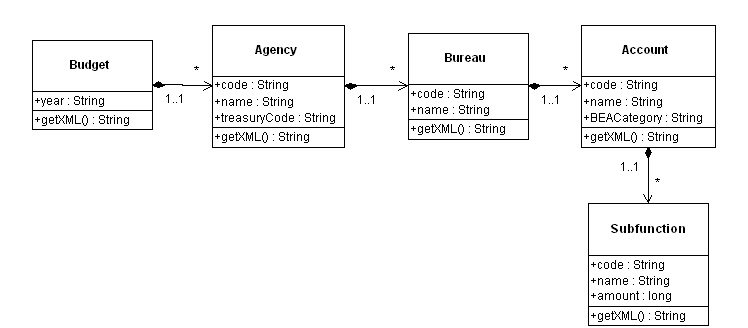 Budget
+year : String
+getXML() : String
1..1
*
Agency
+code : String
+name : String
+treasuryCode : String
+getXML() : String
1..1
*
Bureau
+code : String
+name : String
+getXML() : String
1..1
*
Account
+code : String
+name : String
+BEACategory : String
+getXML() : String
1..1
*
Subfunction
+code : String
+name : String
+amount : long
+getXML() : String